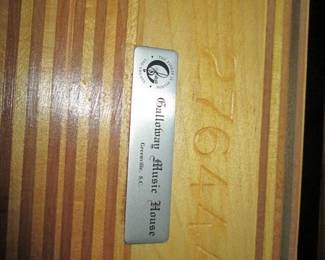 Galloway Music House
Greenville, S.C.
27644